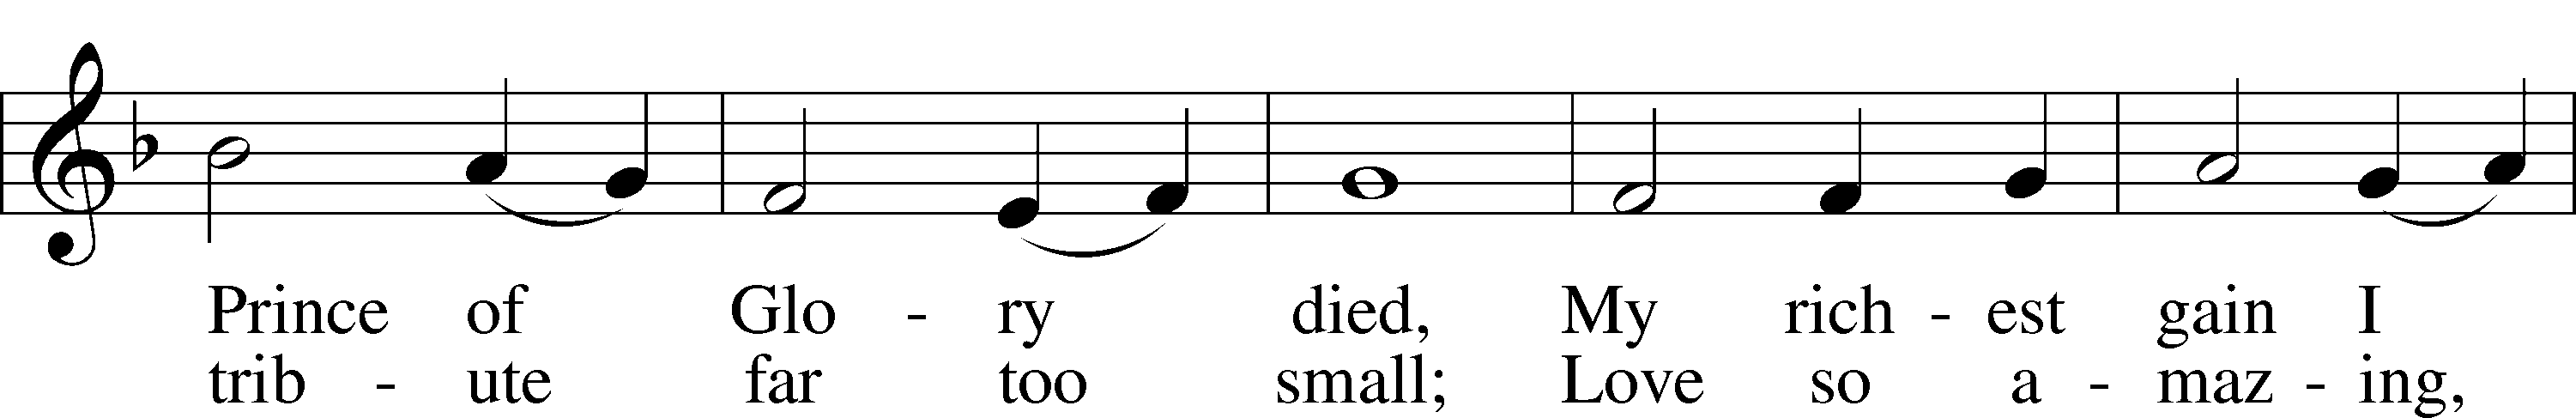 Prince of Glo - ry died, My rich - est gain I
trib - ute far too small; Love so a - maz - ing,